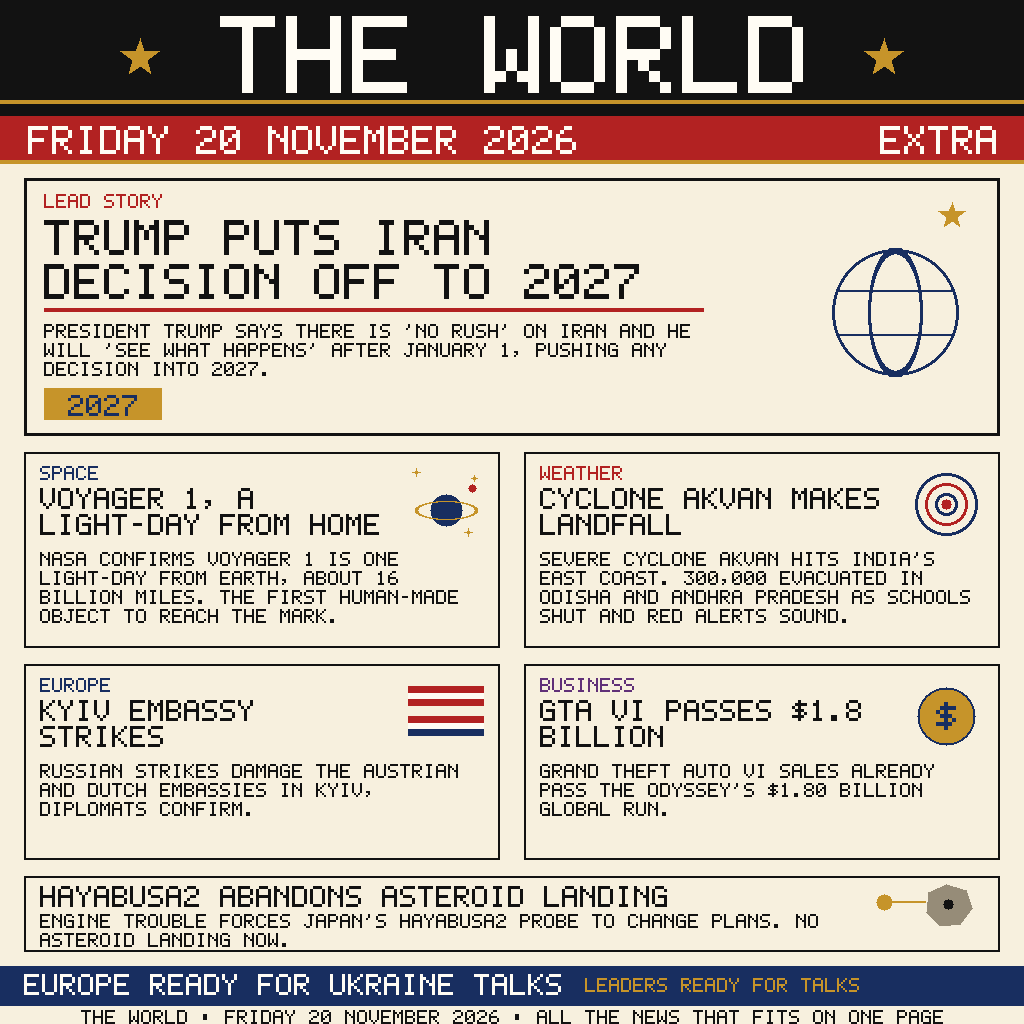 THE WORLD
FRIDAY 20 NOVEMBER 2026
EXTRA
LEAD STORY
TRUMP PUTS IRAN
DECISION OFF TO 2027
PRESIDENT TRUMP SAYS THERE IS 'NO RUSH' ON IRAN AND HE
WILL 'SEE WHAT HAPPENS' AFTER JANUARY 1, PUSHING ANY
DECISION INTO 2027.
2027
SPACE
VOYAGER 1, A
LIGHT-DAY FROM HOME
NASA CONFIRMS VOYAGER 1 IS ONE
LIGHT-DAY FROM EARTH, ABOUT 16
BILLION MILES. THE FIRST HUMAN-MADE
OBJECT TO REACH THE MARK.
WEATHER
CYCLONE AKVAN MAKES
LANDFALL
SEVERE CYCLONE AKVAN HITS INDIA'S
EAST COAST. 300,000 EVACUATED IN
ODISHA AND ANDHRA PRADESH AS SCHOOLS
SHUT AND RED ALERTS SOUND.
EUROPE
KYIV EMBASSY
STRIKES
RUSSIAN STRIKES DAMAGE THE AUSTRIAN
AND DUTCH EMBASSIES IN KYIV,
DIPLOMATS CONFIRM.
BUSINESS
GTA VI PASSES $1.8
BILLION
GRAND THEFT AUTO VI SALES ALREADY
PASS THE ODYSSEY'S $1.80 BILLION
GLOBAL RUN.
$
HAYABUSA2 ABANDONS ASTEROID LANDING
ENGINE TROUBLE FORCES JAPAN'S HAYABUSA2 PROBE TO CHANGE PLANS. NO
ASTEROID LANDING NOW.
EUROPE READY FOR UKRAINE TALKS
LEADERS READY FOR TALKS
THE WORLD • FRIDAY 20 NOVEMBER 2026 • ALL THE NEWS THAT FITS ON ONE PAGE